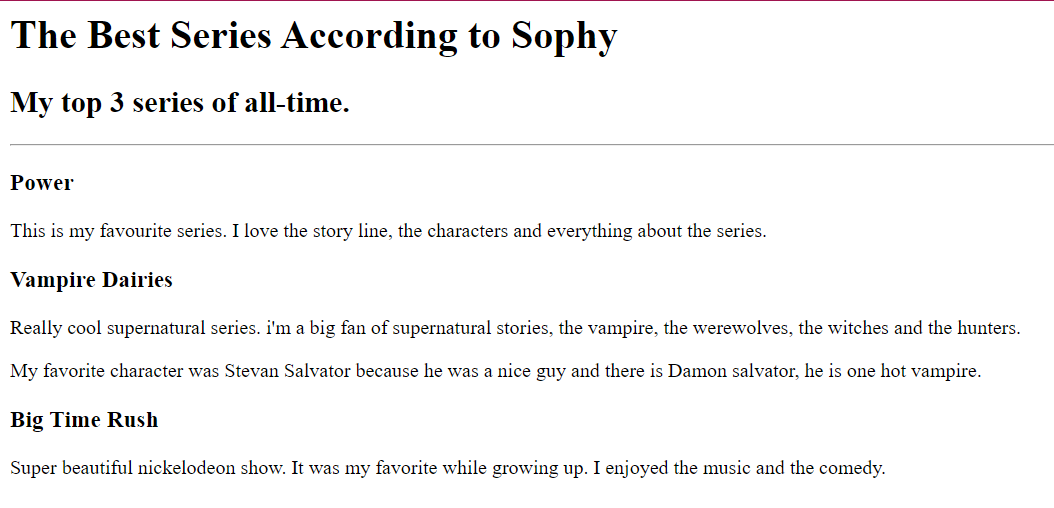 The Best Series According to Sophy
My top 3 series of all-time.
Power
This is my favourite series. I love the story line, the characters and everything about the series.
Vampire Dairies
Really cool supernatural series. i'm a big fan of supernatural stories, the vampire, the werewolves, the witches and the hunters.
My favorite character was Stevan Salvator because he was a nice guy and there is Damon salvator, he is one hot vampire.
Big Time Rush
Super beautiful nickelodeon show. It was my favorite while growing up. I enjoyed the music and the comedy.